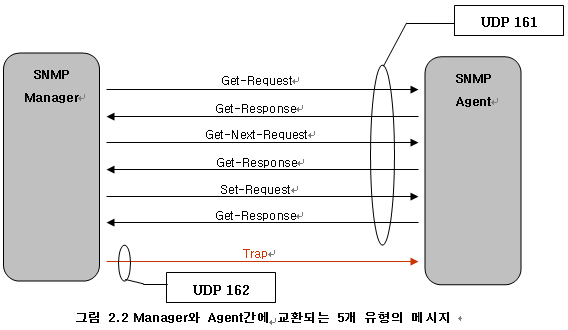 UDP 161
SNMP
Manager
SNMP
Agent
Get-Request
Get-Response
Get-Next-Request
Get-Response
Set-Request
Get-Response
Trap
UDP 162
그림 2.2 Manager와 Agent간에 교환되는 5개 유형의 메시지